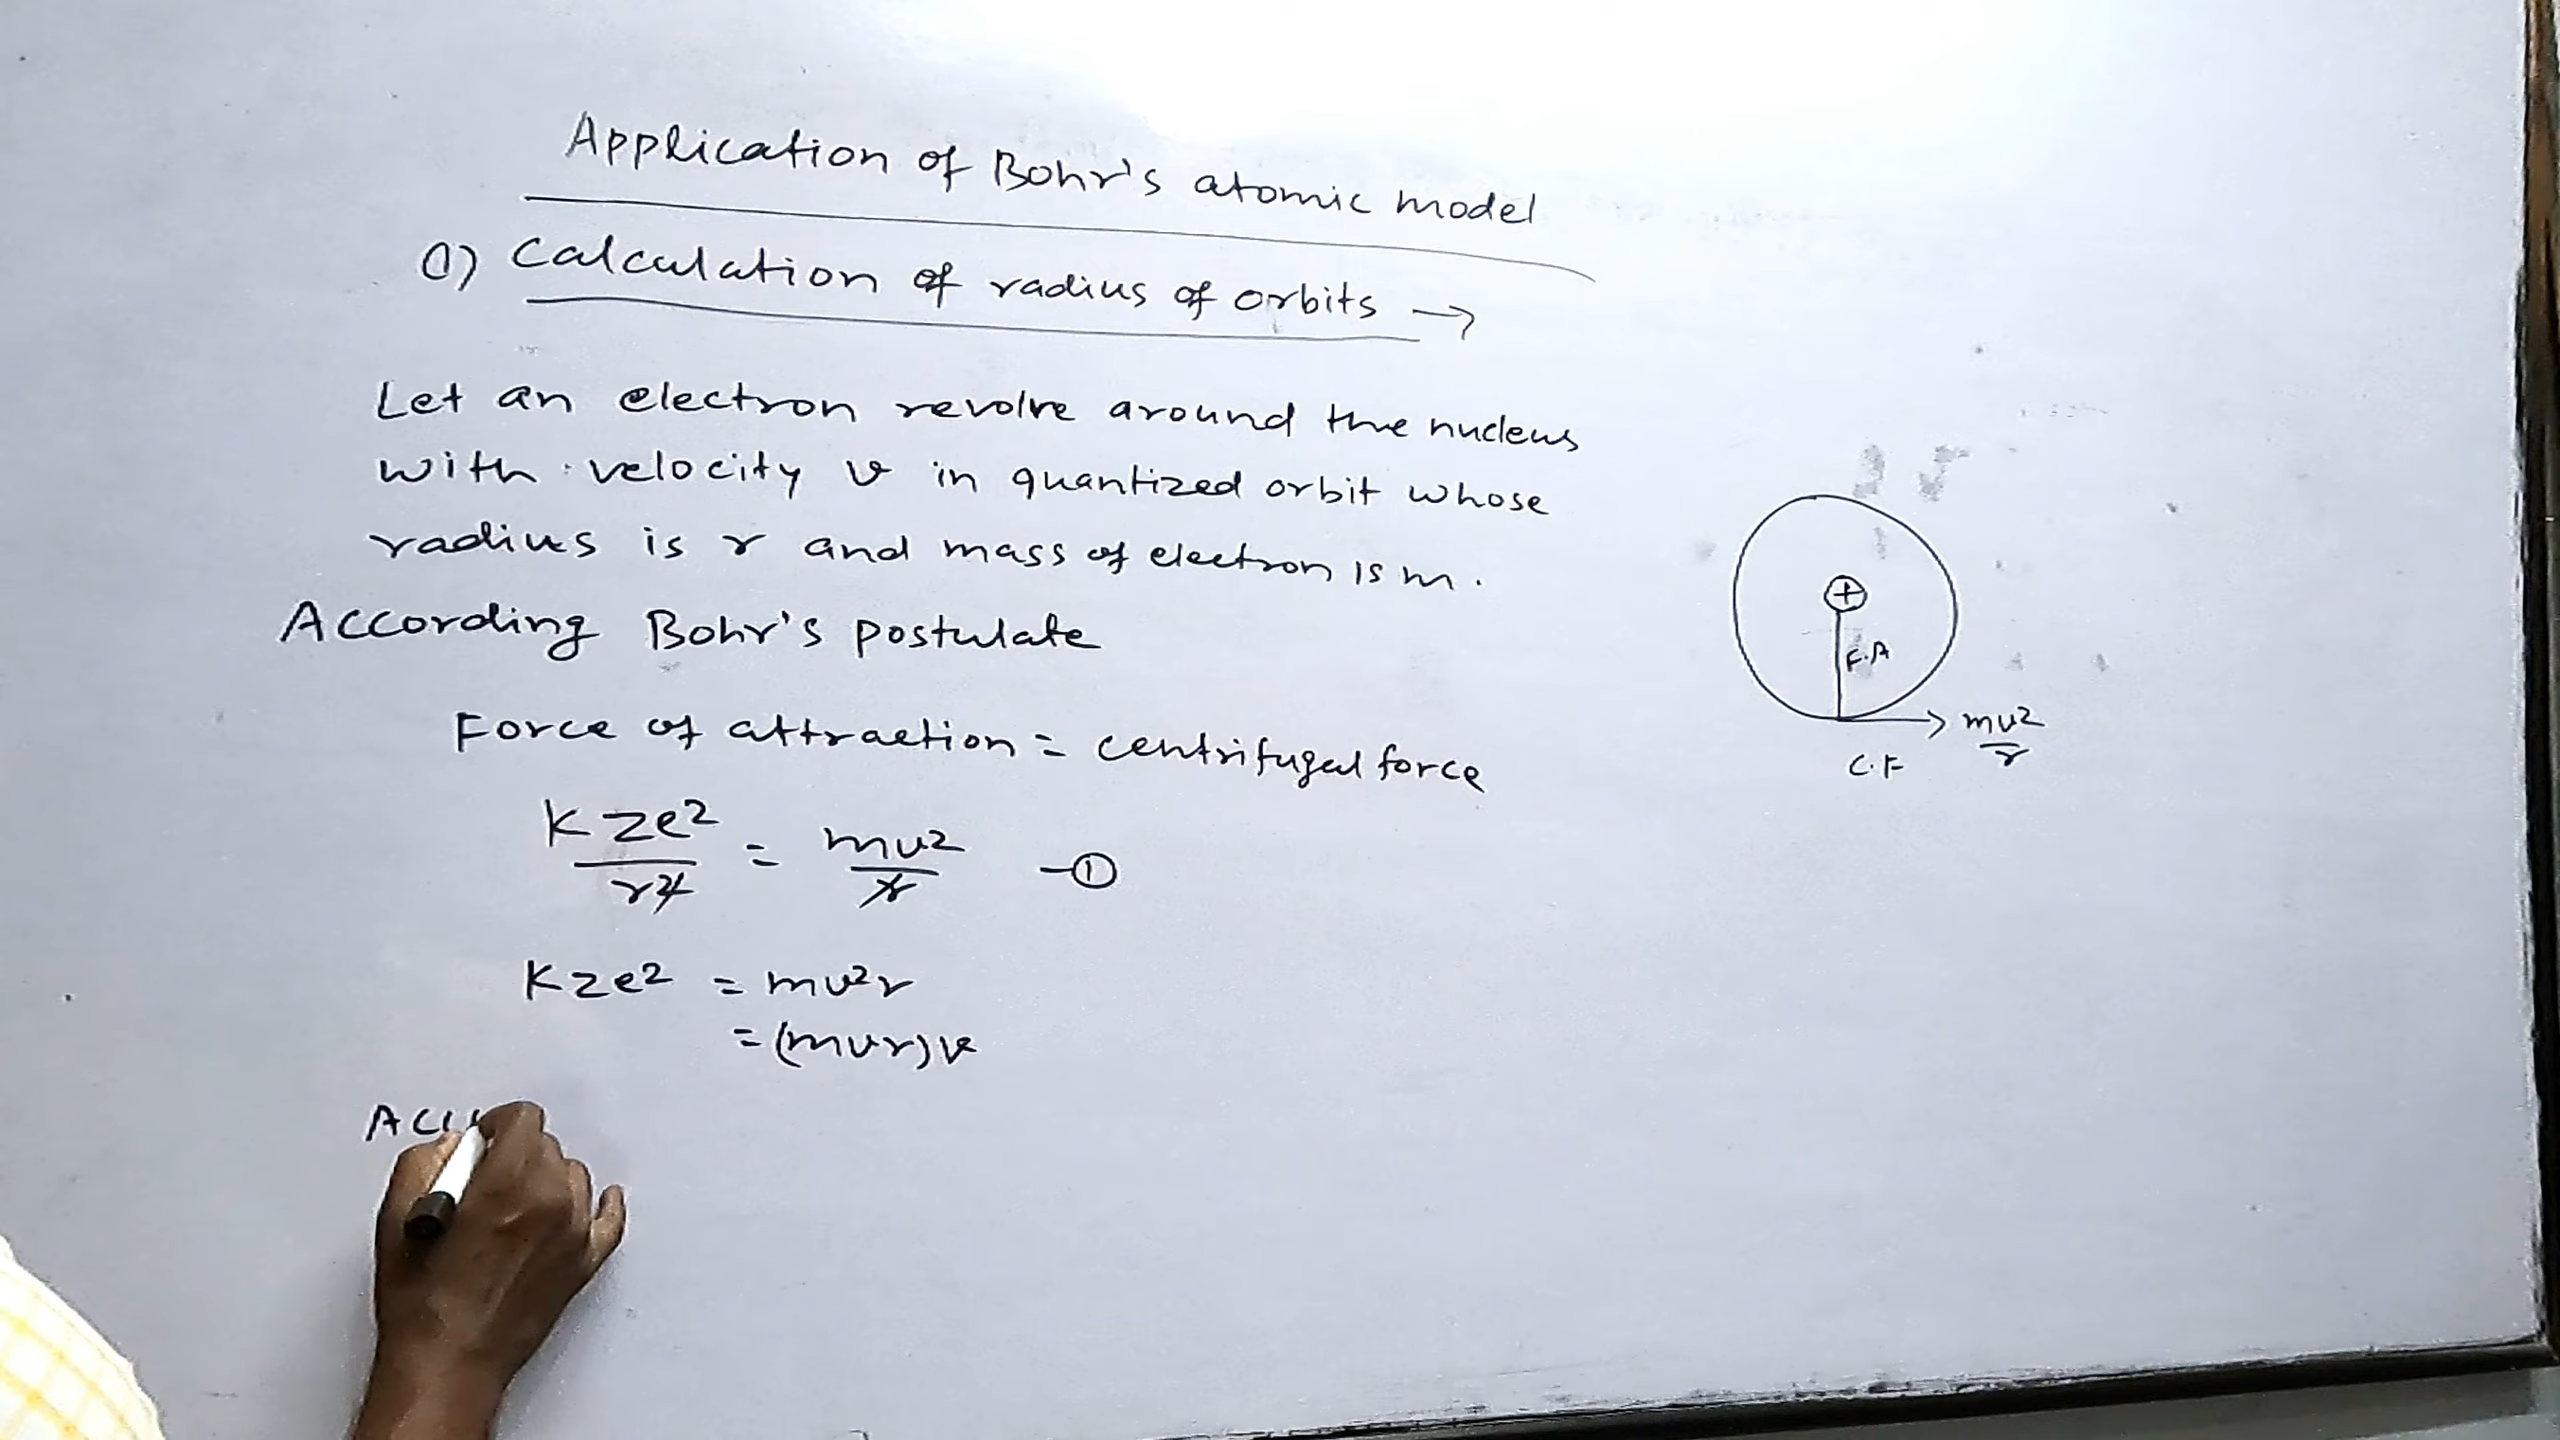 Application of Bohr's atomic model
1) Calculation of radius of orbits →
Let an electron revolve around the nucleus
with velocity v in quantized orbit whose
radius is r and mass of electron is m.
According Bohr's postulate
Force of attraction = centrifugal force
KZe²/r² = mv²/r —①
KZe² = mv²r
= (mvr)v
+
F.A
mv²/r
C.F